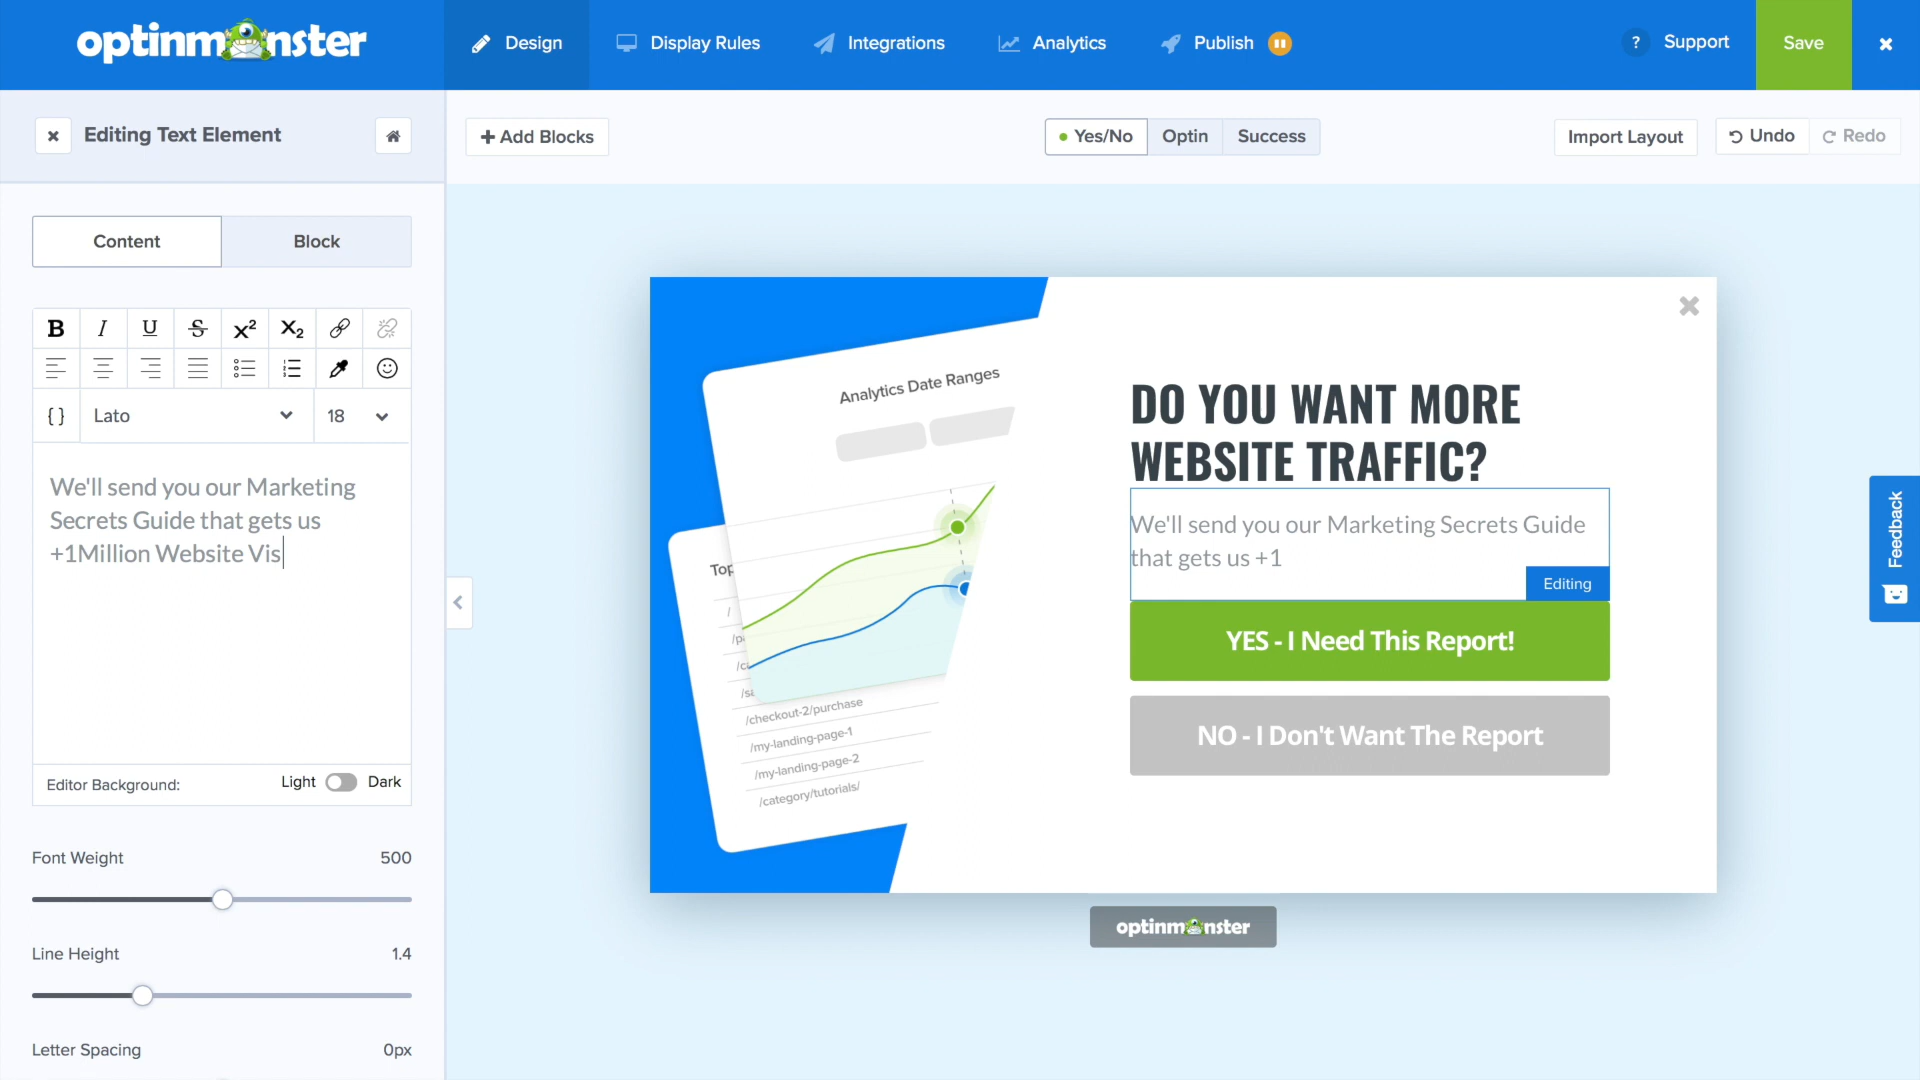 optinmonster
Design
Display Rules
Integrations
Analytics
Publish
? Support
Save
Editing Text Element
+ Add Blocks
Yes/No
Optin
Success
Import Layout
Undo
Redo
Content
Block
B I U S X² X₂
{ } Lato 18
We'll send you our Marketing
Secrets Guide that gets us
+1Million Website Vis
Editor Background:
Light
Dark
Font Weight 500
Line Height 1.4
Letter Spacing 0px
Analytics Date Ranges
Top
/
/checkout-2/purchase
/my-landing-page-1
/my-landing-page-2
/category/tutorials/
DO YOU WANT MORE
WEBSITE TRAFFIC?
We'll send you our Marketing Secrets Guide
that gets us +1
Editing
YES - I Need This Report!
NO - I Don't Want The Report
optinmonster
Feedback